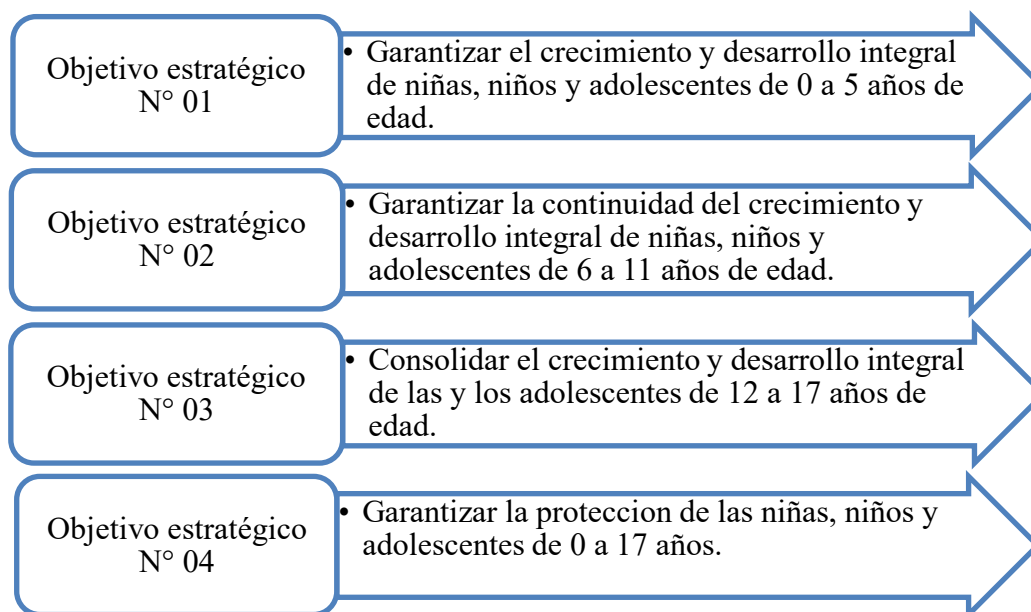 Objetivo estratégico
N° 01
• Garantizar el crecimiento y desarrollo integral
de niñas, niños y adolescentes de 0 a 5 años de
edad.
Objetivo estratégico
N° 02
• Garantizar la continuidad del crecimiento y
desarrollo integral de niñas, niños y
adolescentes de 6 a 11 años de edad.
Objetivo estratégico
N° 03
• Consolidar el crecimiento y desarrollo integral
de las y los adolescentes de 12 a 17 años de
edad.
Objetivo estratégico
N° 04
• Garantizar la proteccion de las niñas, niños y
adolescentes de 0 a 17 años.